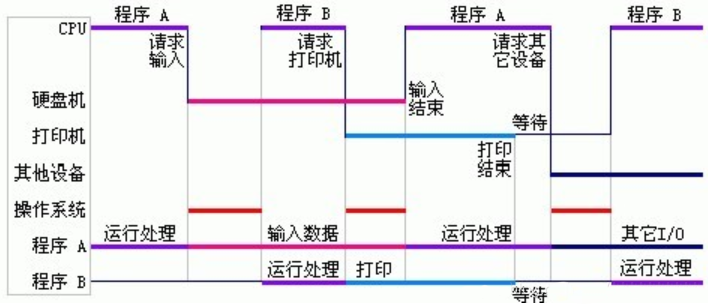 程序 A
程序 B
程序 A
程序 B
CPU
请求
输入
请求
打印机
请求其
它设备
硬盘机
输入
结束
打印机
等待
打印
结束
其他设备
操作系统
程序 A
运行处理
输入数据
运行处理
其它I/O
程序 B
运行处理
打印
等待
运行处理